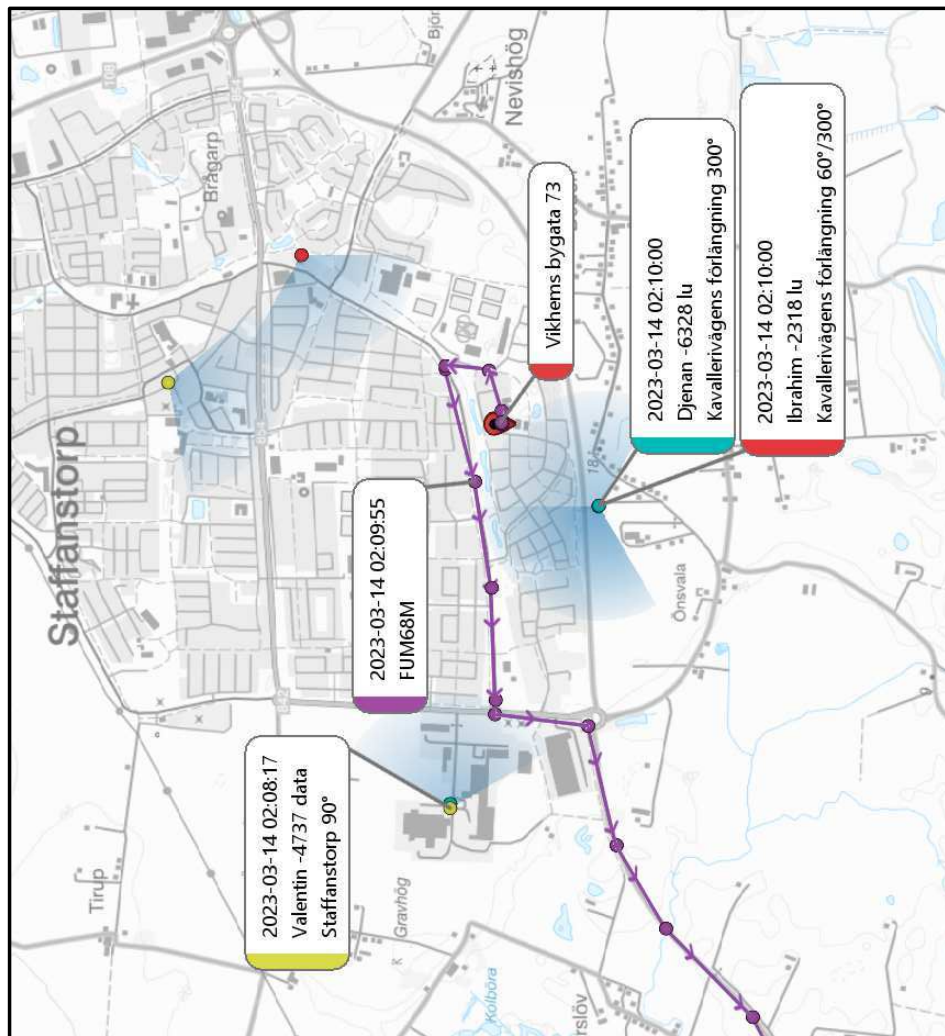 Staffanstorp
Tirup
108
Brågarp
2023-03-14 02:08:17
Valentin -4737 data
Staffanstorp 90°
2023-03-14 02:09:55
FUM68M
Gravhög
Björ
Kolböra
Nevishög
Vikhems bygata 73
rslöv
Önsvala
2023-03-14 02:10:00
Djenan -6328 lu
Kavallerivägens förlängning 300°
2023-03-14 02:10:00
Ibrahim -2318 lu
Kavallerivägens förlängning 60°/300°